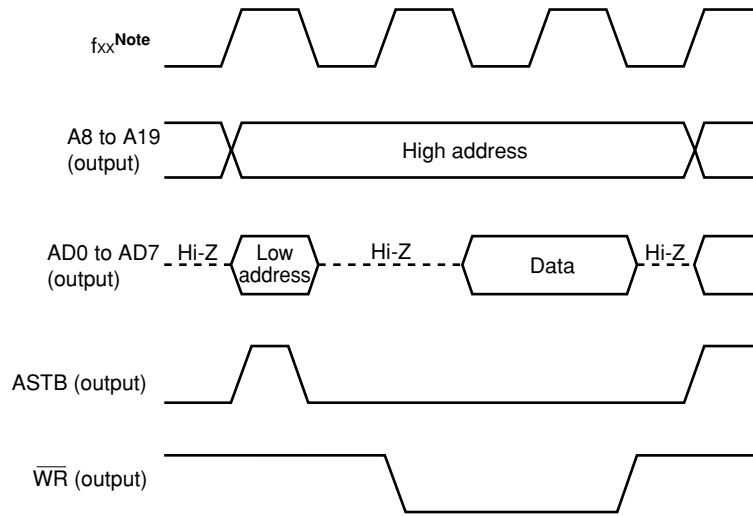 fxxNote
A8 to A19
(output)
High address
AD0 to AD7
(output)
Hi-Z
Low
address
Hi-Z
Data
Hi-Z
ASTB (output)
WR (output)